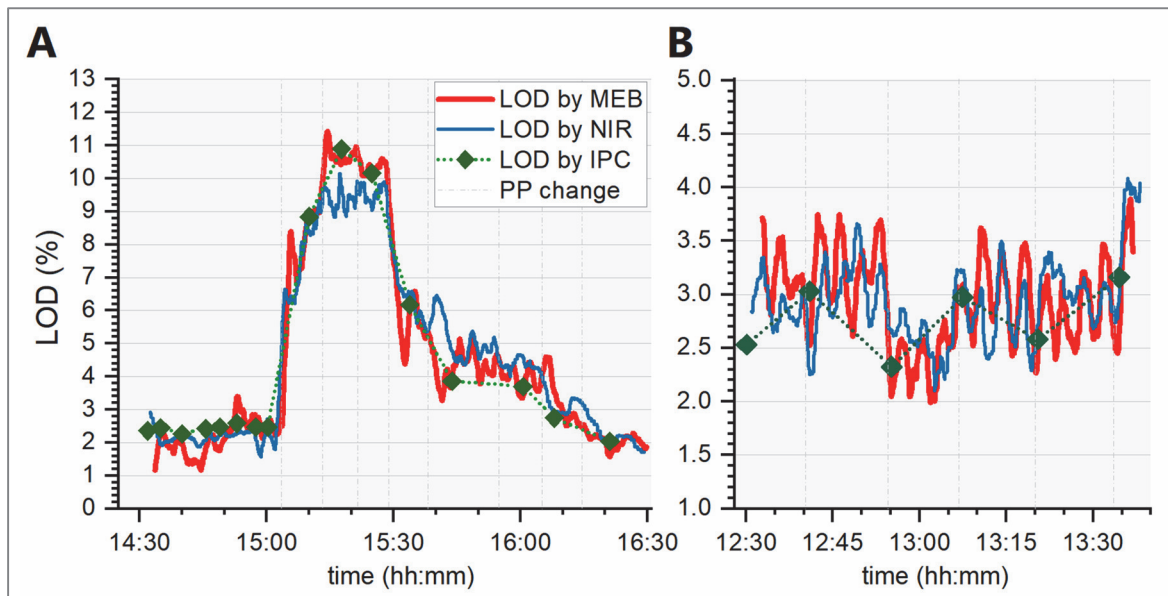 A
13
12
11
10
9
8
7
6
5
4
3
2
1
0
LOD (%)
14:30 15:00 15:30 16:00 16:30
time (hh:mm)
LOD by MEB
LOD by NIR
LOD by IPC
PP change
B
5.0
4.5
4.0
3.5
3.0
2.5
2.0
1.5
1.0
12:30 12:45 13:00 13:15 13:30
time (hh:mm)